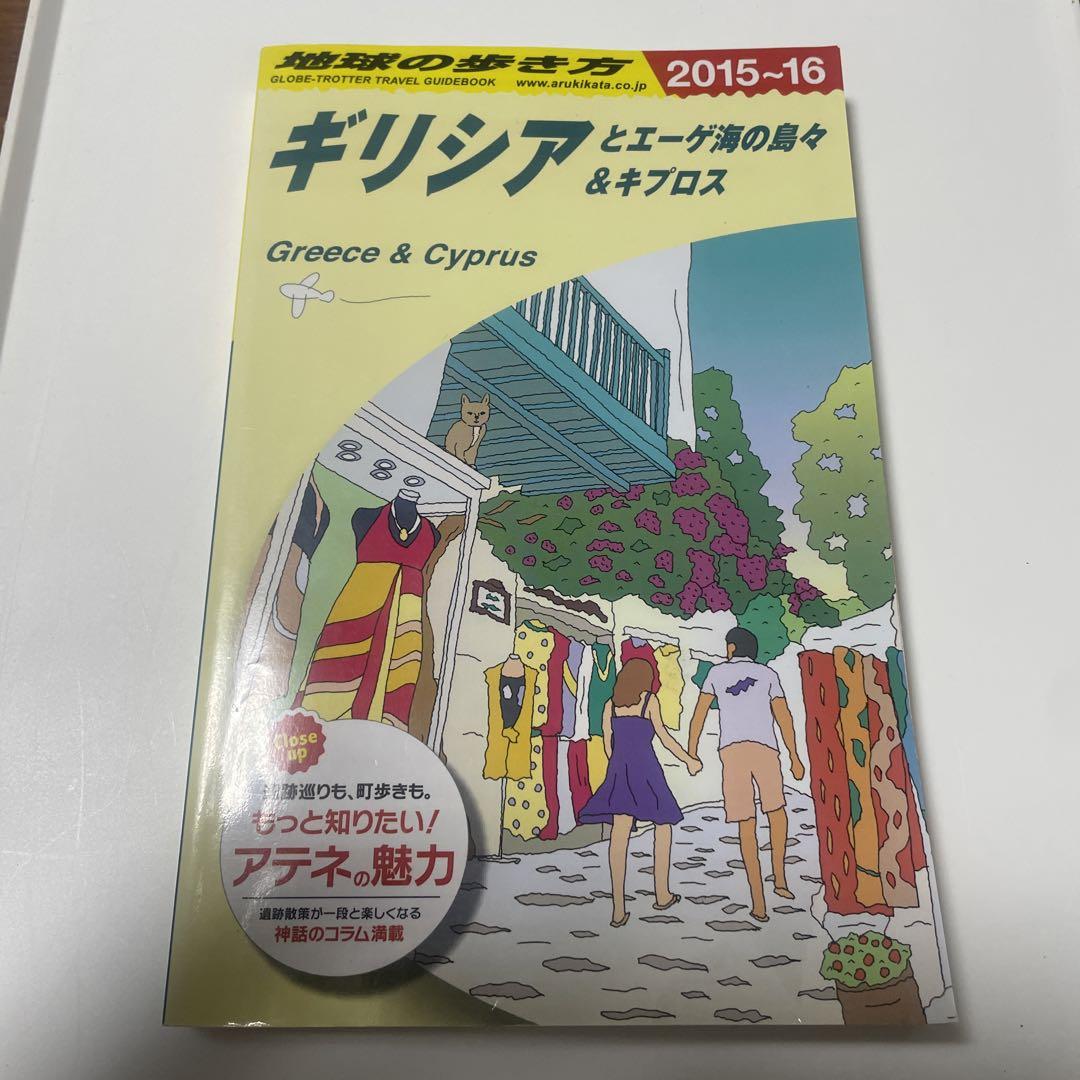 地球の歩き方
GLOBE-TROTTER TRAVEL GUIDEBOOK www.arukikata.co.jp
2015~16
ギリシア
とエーゲ海の島々
&キプロス
Greece & Cyprus
Close up
遺跡巡りも、町歩きも。
もっと知りたい!
アテネの魅力
遺跡散策が一段と楽しくなる
神話のコラム満載